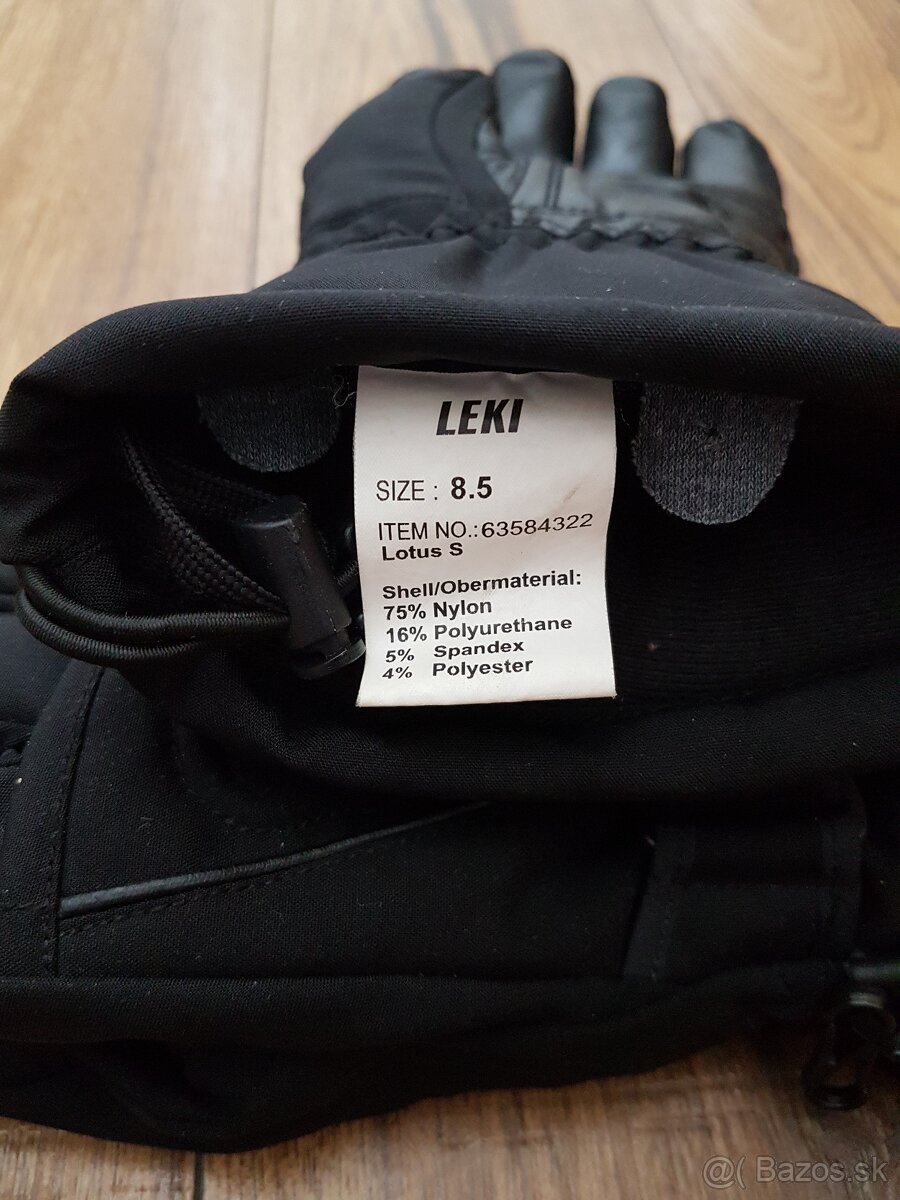 LEKI
SIZE : 8.5
ITEM NO.:63584322
Lotus S
Shell/Obermaterial:
75% Nylon
16% Polyurethane
5% Spandex
4% Polyester
@( Bazos.sk